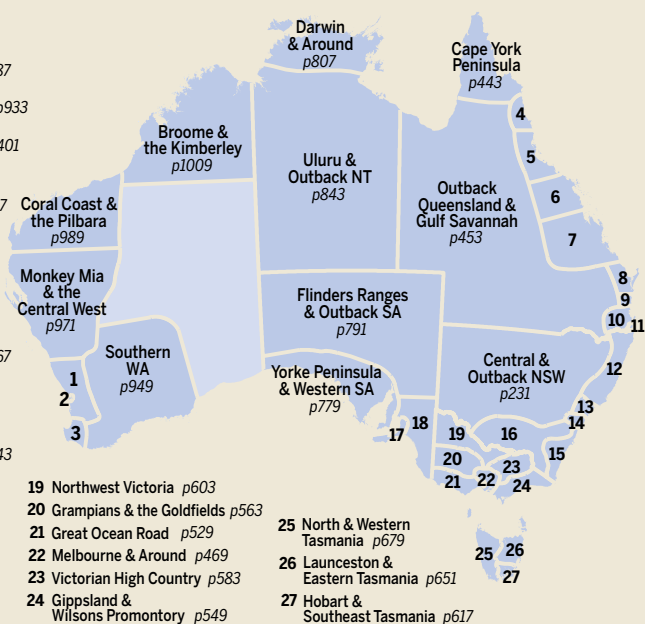 Darwin
& Around
p807
Cape York
Peninsula
p443
37
p933
401
7
67
43
Broome &
the Kimberley
p1009
Uluru &
Outback NT
p843
Outback
Queensland &
Gulf Savannah
p453
4
5
6
7
8
9
10
11
12
13
14
15
Coral Coast &
the Pilbara
p989
Monkey Mia
& the
Central West
p971
Flinders Ranges
& Outback SA
p791
Southern
WA
p949
1
2
3
Yorke Peninsula
& Western SA
p779
Central &
Outback NSW
p231
16
17
18
19
20
21
22
23
24
25
26
27
19 Northwest Victoria p603
20 Grampians & the Goldfields p563
21 Great Ocean Road p529
22 Melbourne & Around p469
23 Victorian High Country p583
24 Gippsland &
Wilsons Promontory p549
25 North & Western
Tasmania p679
26 Launceston &
Eastern Tasmania p651
27 Hobart &
Southeast Tasmania p617